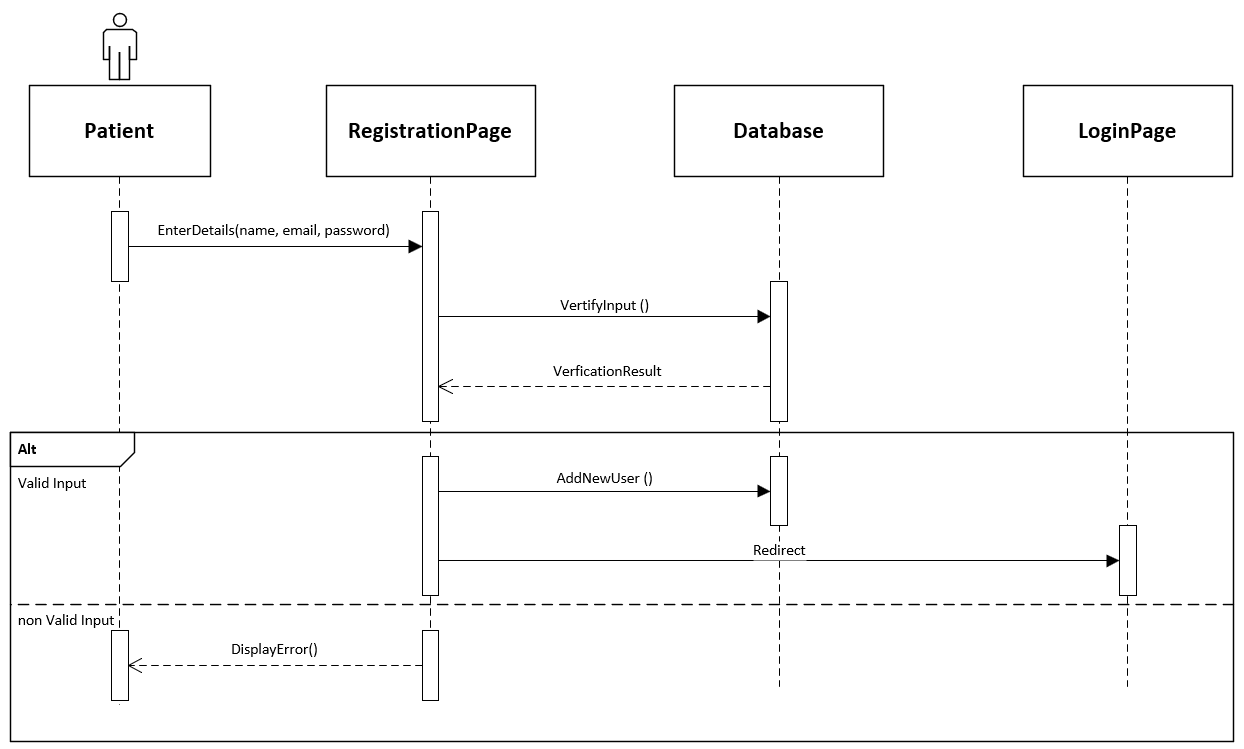 Patient
RegistrationPage
Database
LoginPage
EnterDetails(name, email, password)
VertifyInput ()
VerficationResult
Alt
Valid Input
AddNewUser ()
Redirect
non Valid Input
DisplayError()